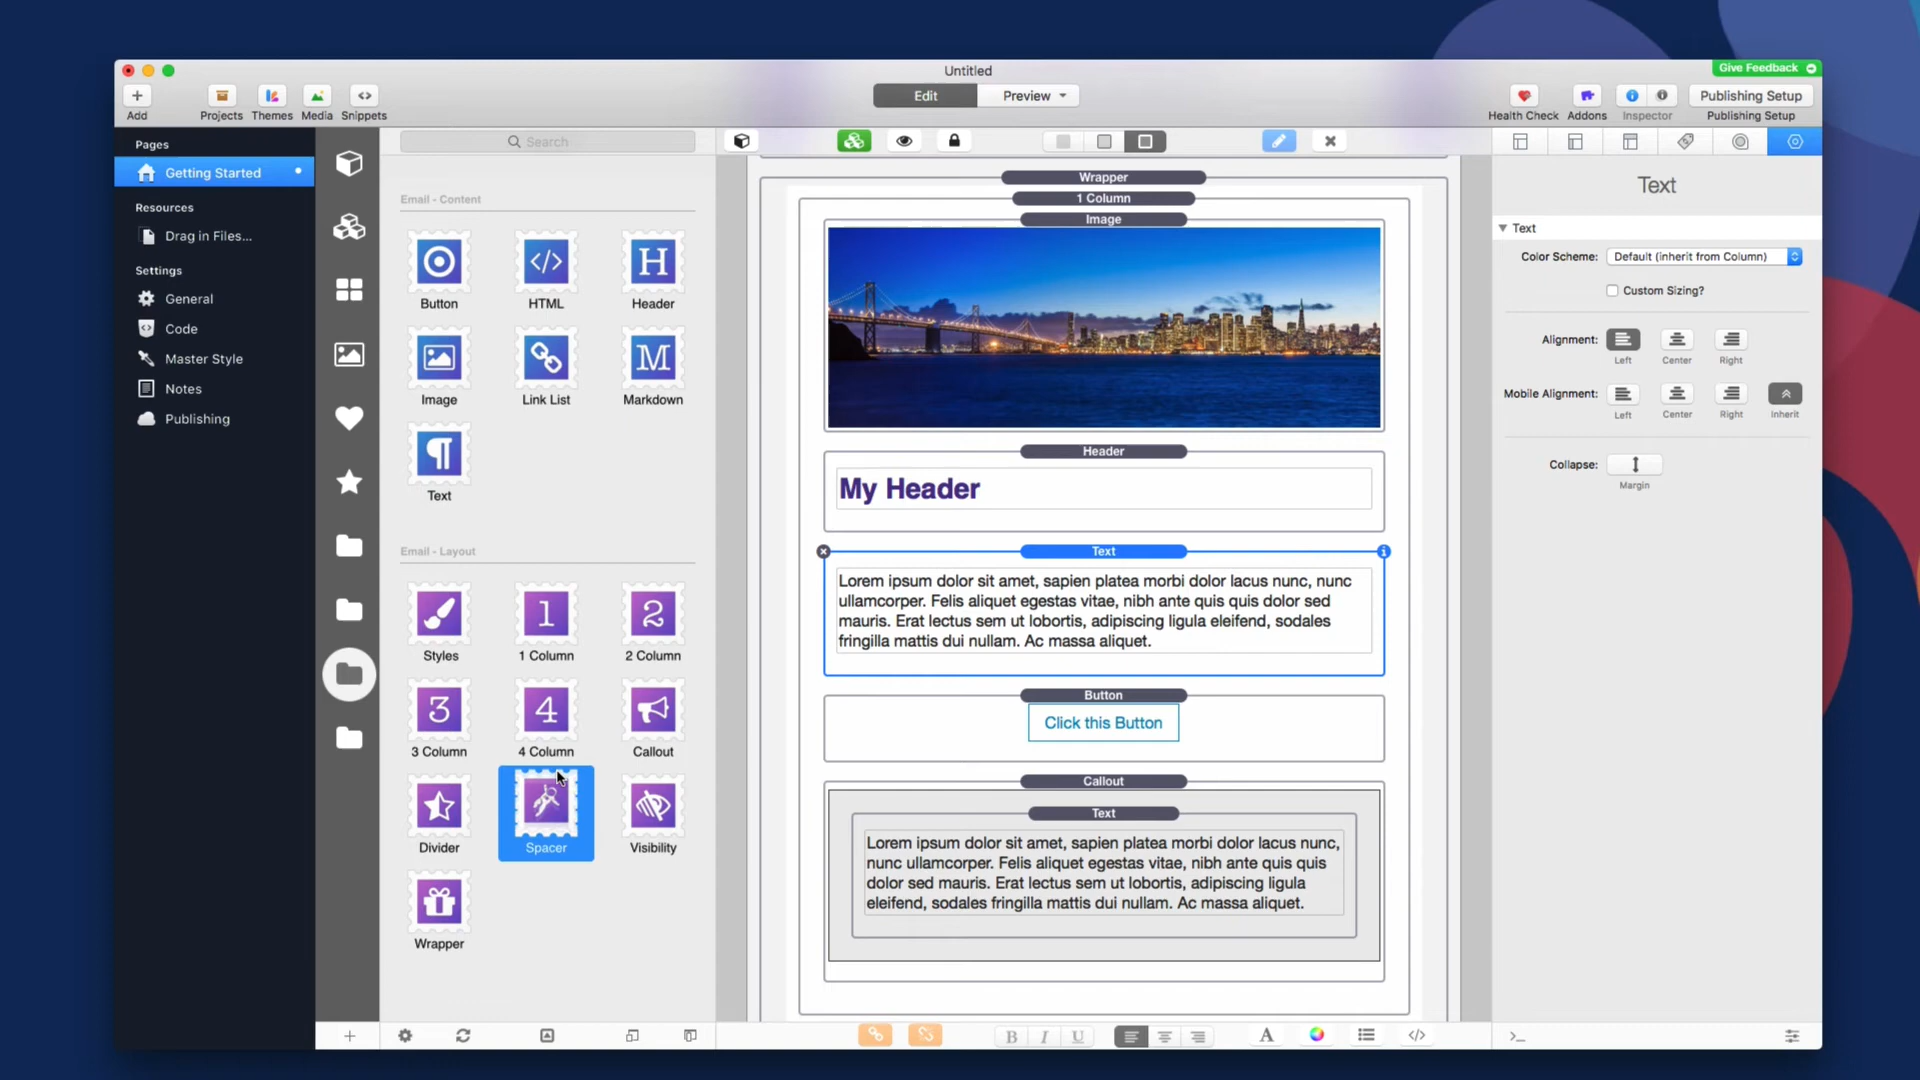 Untitled
Give Feedback
Add
Projects
Themes
Media
Snippets
Edit
Preview
Health Check
Addons
Inspector
Publishing Setup
Publishing Setup
Pages
Getting Started
Resources
Drag in Files...
Settings
General
Code
Master Style
Notes
Publishing
Search
Email - Content
Button
HTML
Header
Image
Link List
Markdown
Text
Email - Layout
Styles
1 Column
2 Column
3 Column
4 Column
Callout
Divider
Spacer
Visibility
Wrapper
Wrapper
1 Column
Image
Header
My Header
Text
Lorem ipsum dolor sit amet, sapien platea morbi dolor lacus nunc, nunc
ullamcorper. Felis aliquet egestas vitae, nibh ante quis quis dolor sed
mauris. Erat lectus sem ut lobortis, adipiscing ligula eleifend, sodales
fringilla mattis dui nullam. Ac massa aliquet.
Button
Click this Button
Callout
Text
Lorem ipsum dolor sit amet, sapien platea morbi dolor lacus nunc,
nunc ullamcorper. Felis aliquet egestas vitae, nibh ante quis quis
dolor sed mauris. Erat lectus sem ut lobortis, adipiscing ligula
eleifend, sodales fringilla mattis dui nullam. Ac massa aliquet.
B I U
A
Text
Text
Color Scheme: Default (inherit from Column)
Custom Sizing?
Alignment:
Left
Center
Right
Mobile Alignment:
Left
Center
Right
Inherit
Collapse:
Margin